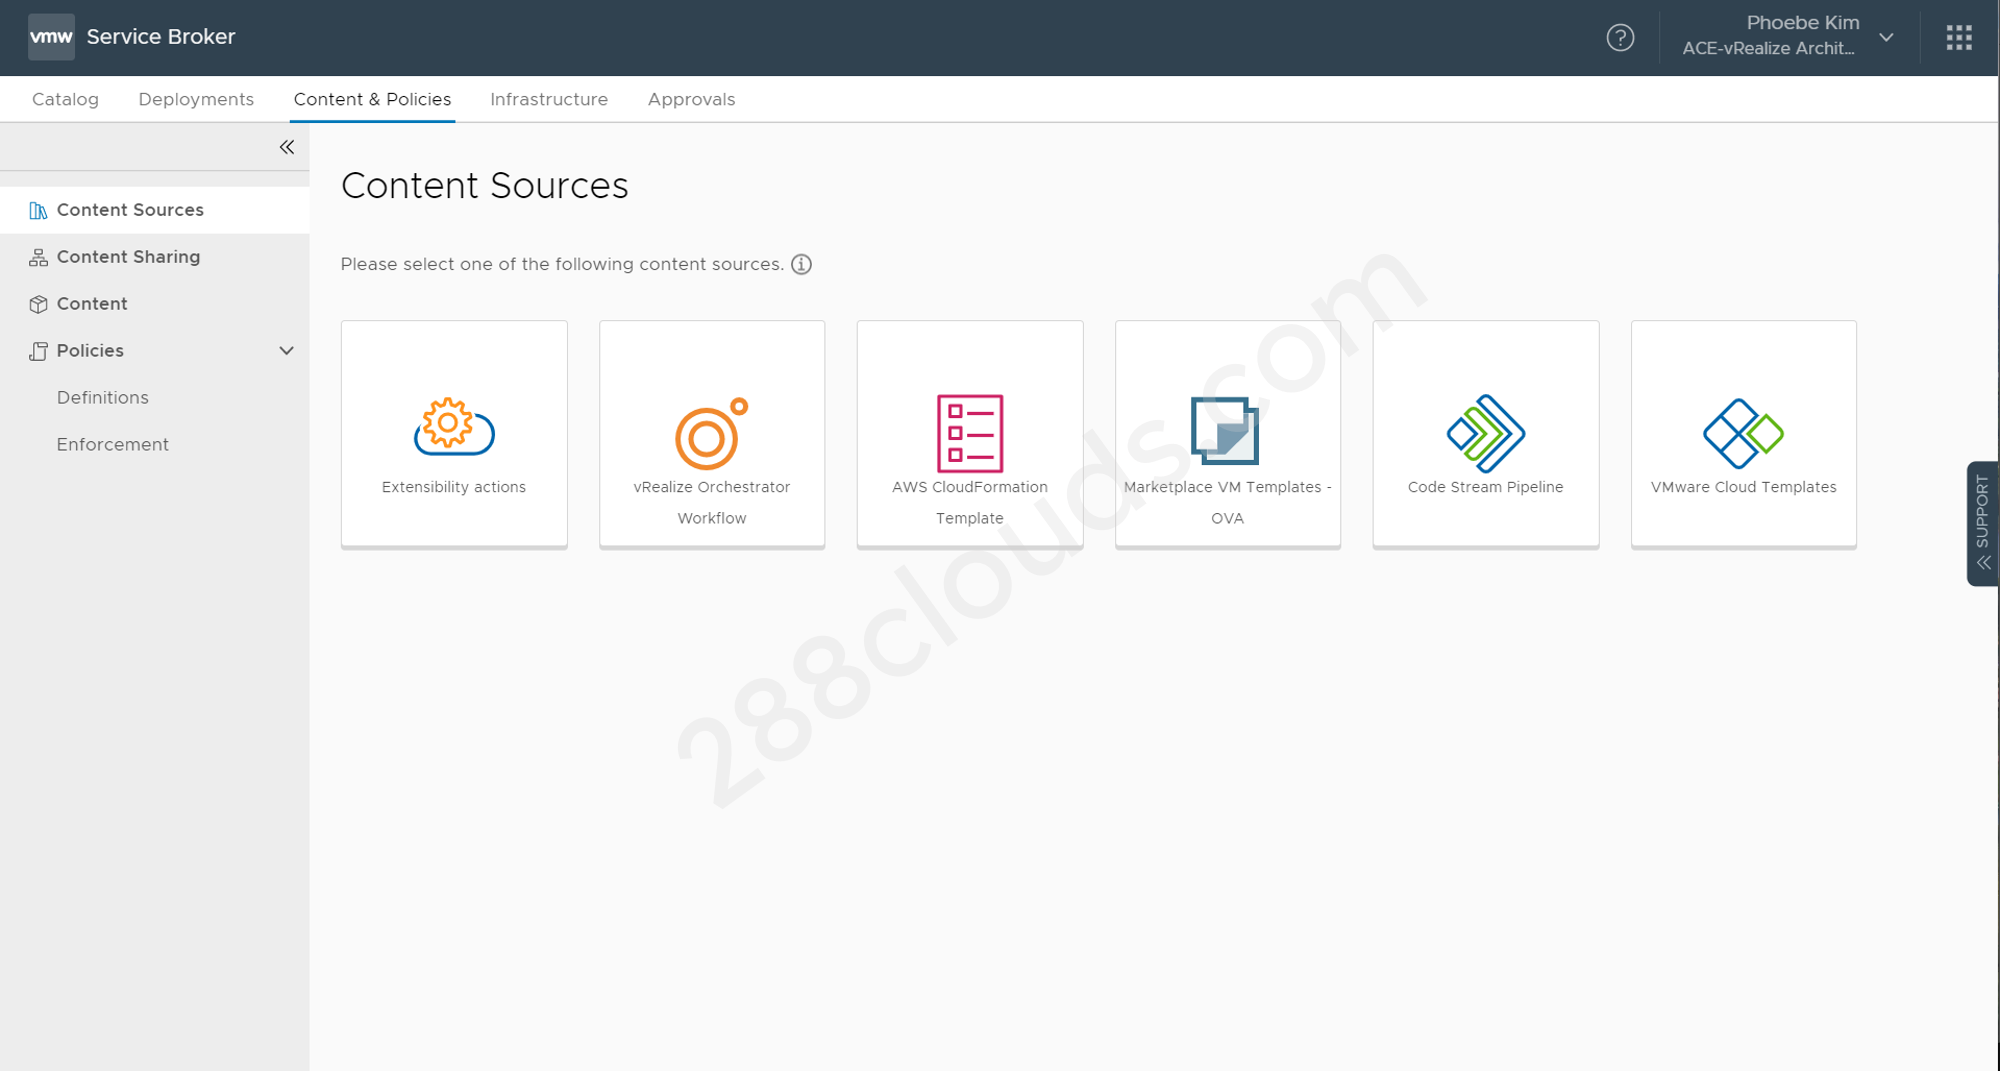 vmw Service Broker
Phoebe Kim
ACE-vRealize Archit...
Catalog Deployments Content & Policies Infrastructure Approvals
Content Sources
Content Sharing
Content
Policies
Definitions
Enforcement
Content Sources
Please select one of the following content sources.
Extensibility actions
vRealize Orchestrator
Workflow
AWS CloudFormation
Template
Marketplace VM Templates -
OVA
Code Stream Pipeline
VMware Cloud Templates
SUPPORT
288clouds.com